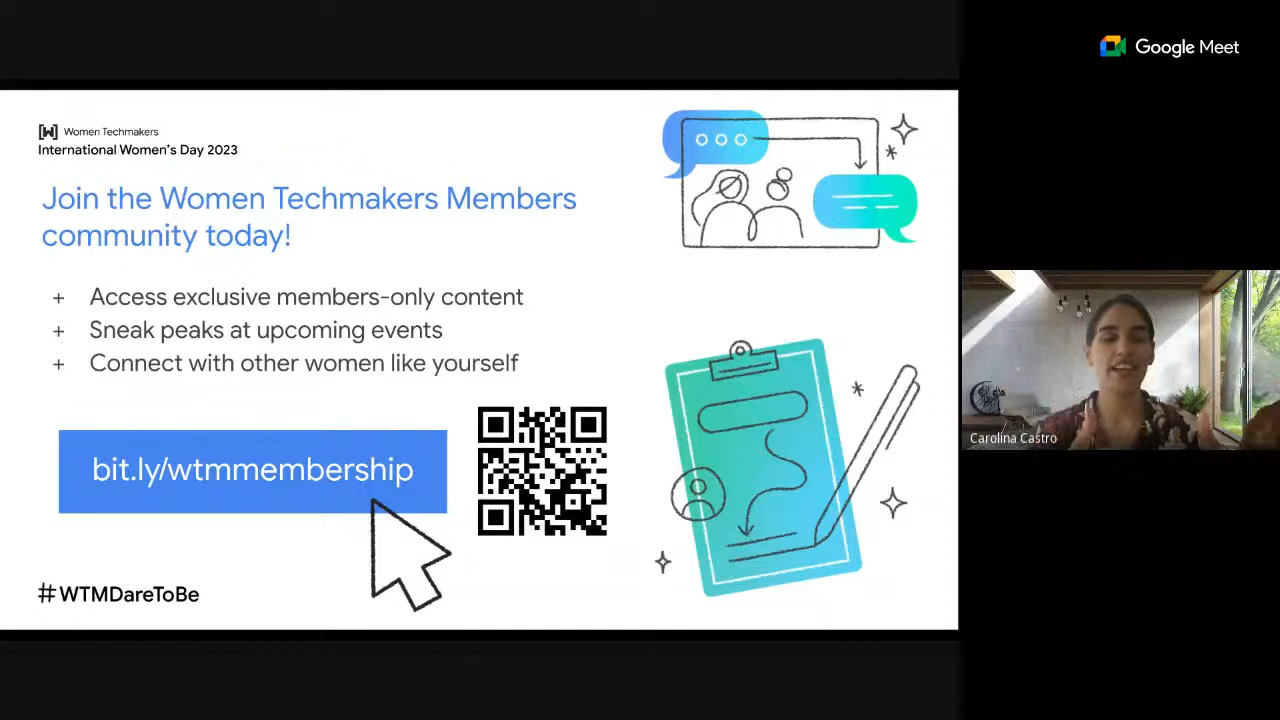 Google Meet
Women Techmakers
International Women's Day 2023
Join the Women Techmakers Members
community today!
+ Access exclusive members-only content
+ Sneak peaks at upcoming events
+ Connect with other women like yourself
bit.ly/wtmmembership
#WTMDareToBe
Carolina Castro